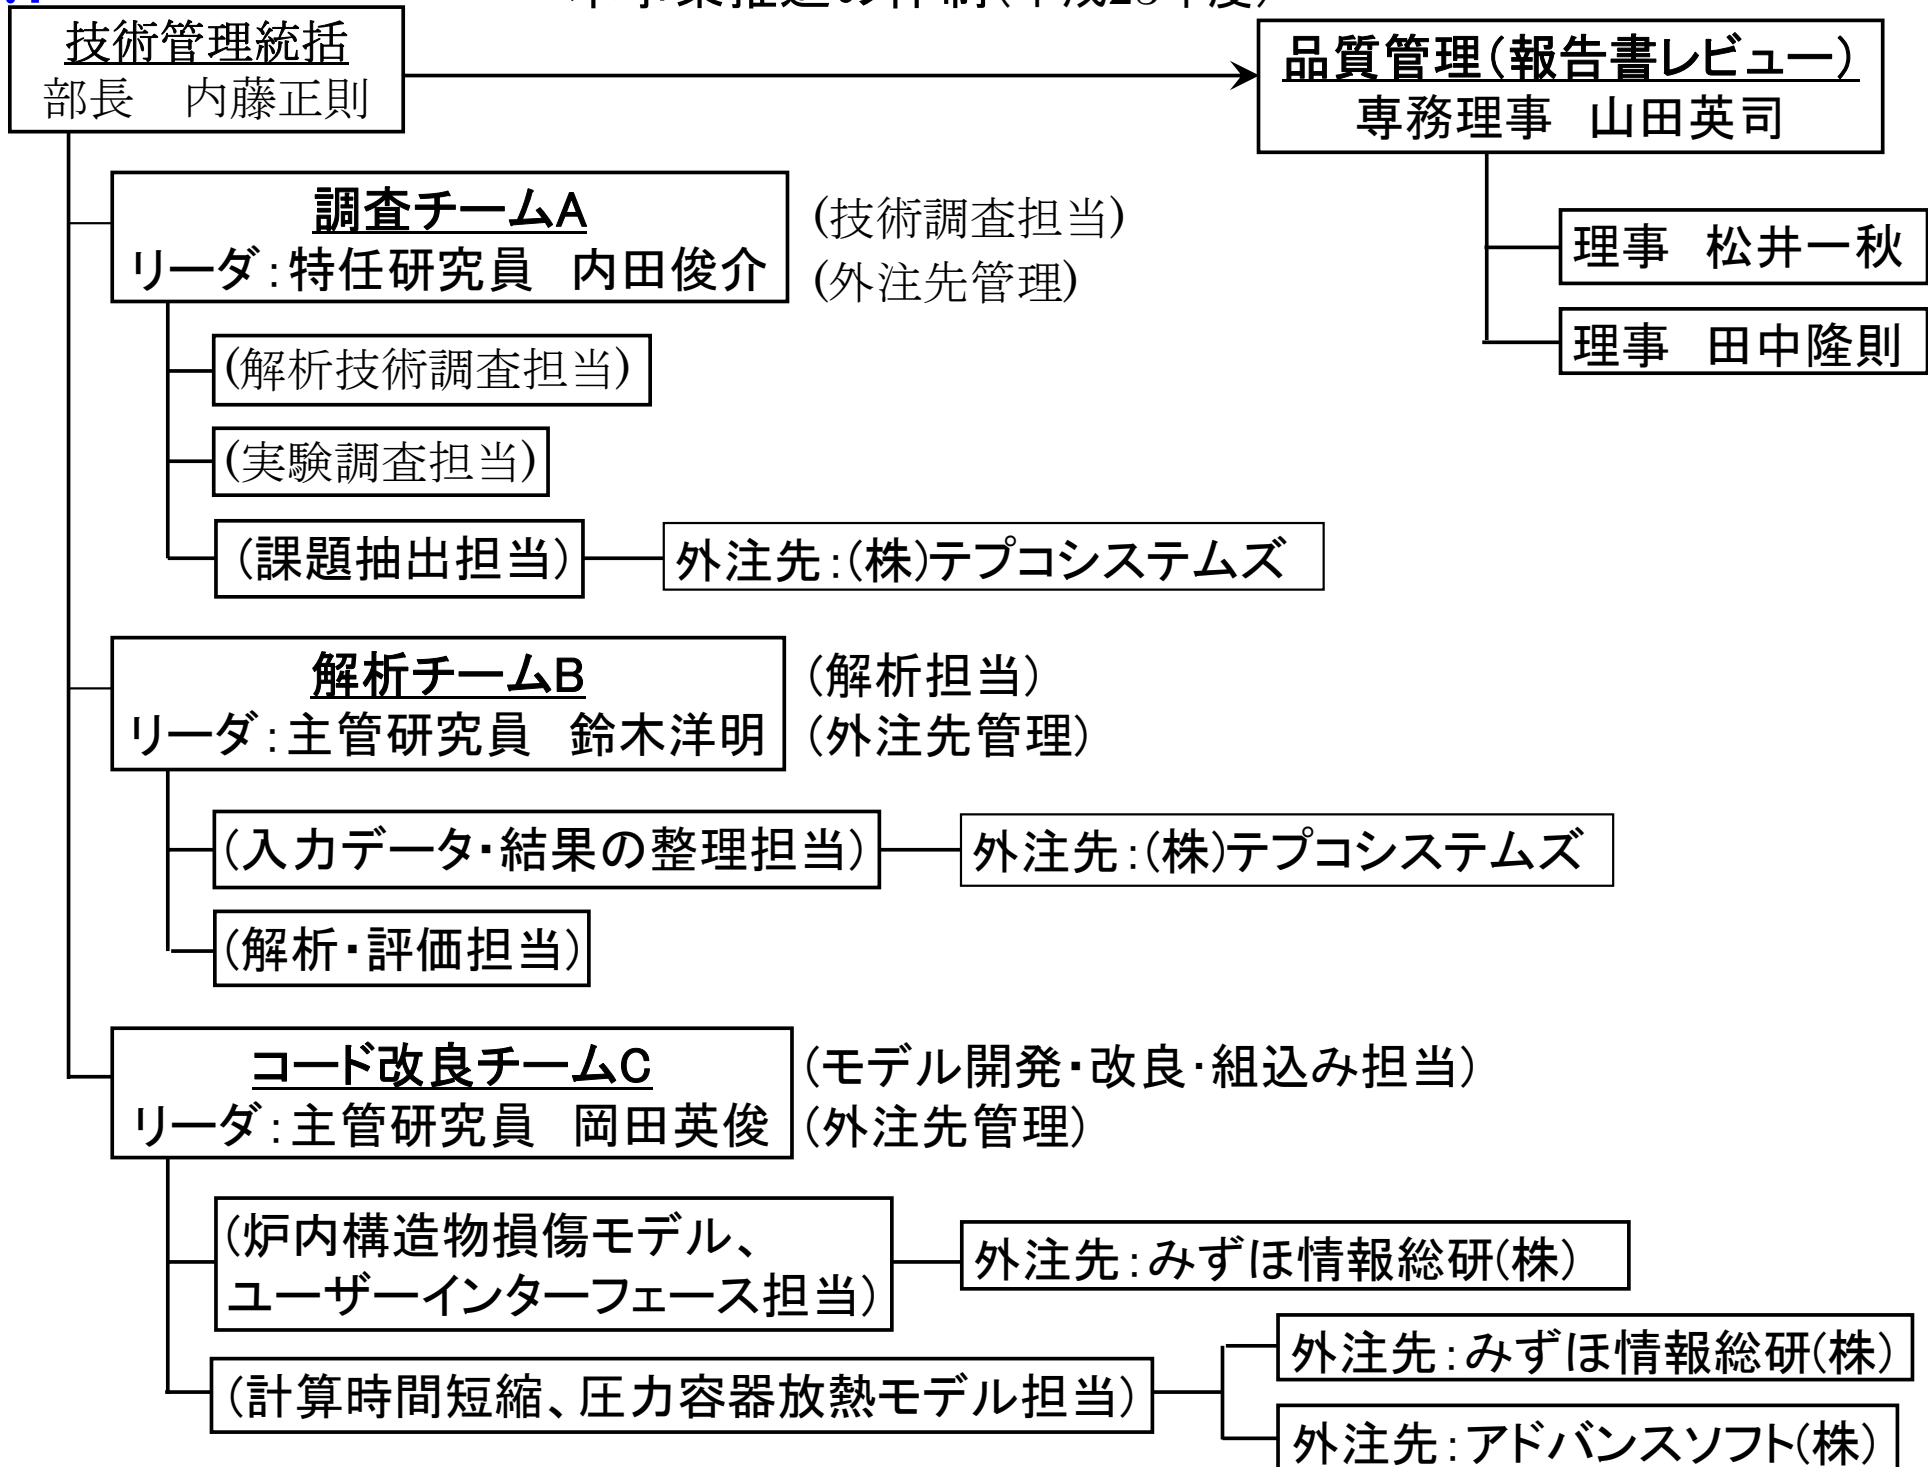 技術管理統括
部長　内藤正則
品質管理(報告書レビュー)
専務理事　山田英司
理事　松井一秋
理事　田中隆則
調査チームA
リーダ:特任研究員　内田俊介
(技術調査担当)
(外注先管理)
(解析技術調査担当)
(実験調査担当)
(課題抽出担当)
外注先:(株)テプコシステムズ
解析チームB
リーダ:主管研究員　鈴木洋明
(解析担当)
(外注先管理)
(入力データ・結果の整理担当)
外注先:(株)テプコシステムズ
(解析・評価担当)
コード改良チームC
リーダ:主管研究員　岡田英俊
(モデル開発・改良・組込み担当)
(外注先管理)
(炉内構造物損傷モデル、
ユーザーインターフェース担当)
外注先:みずほ情報総研(株)
(計算時間短縮、圧力容器放熱モデル担当)
外注先:みずほ情報総研(株)
外注先:アドバンスソフト(株)